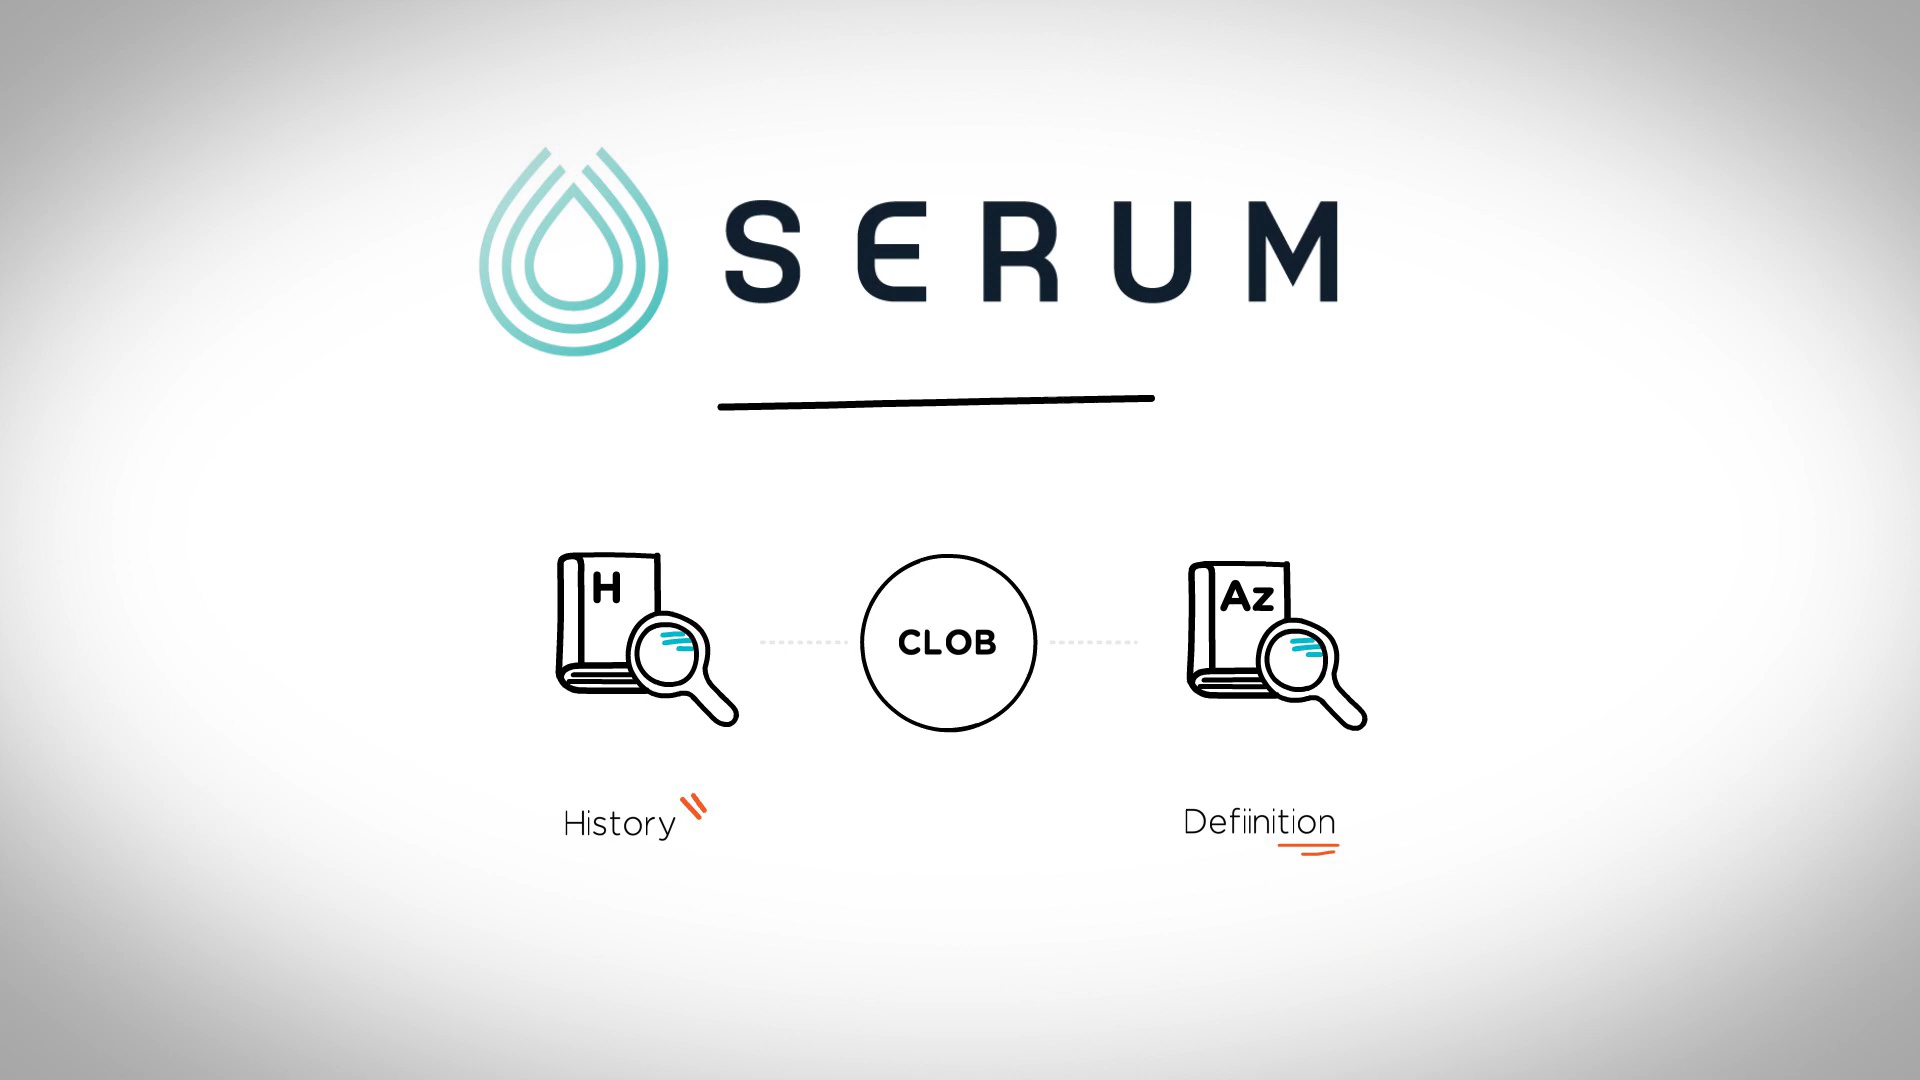 SERUM
H
CLOB
Az
History
Defiinition